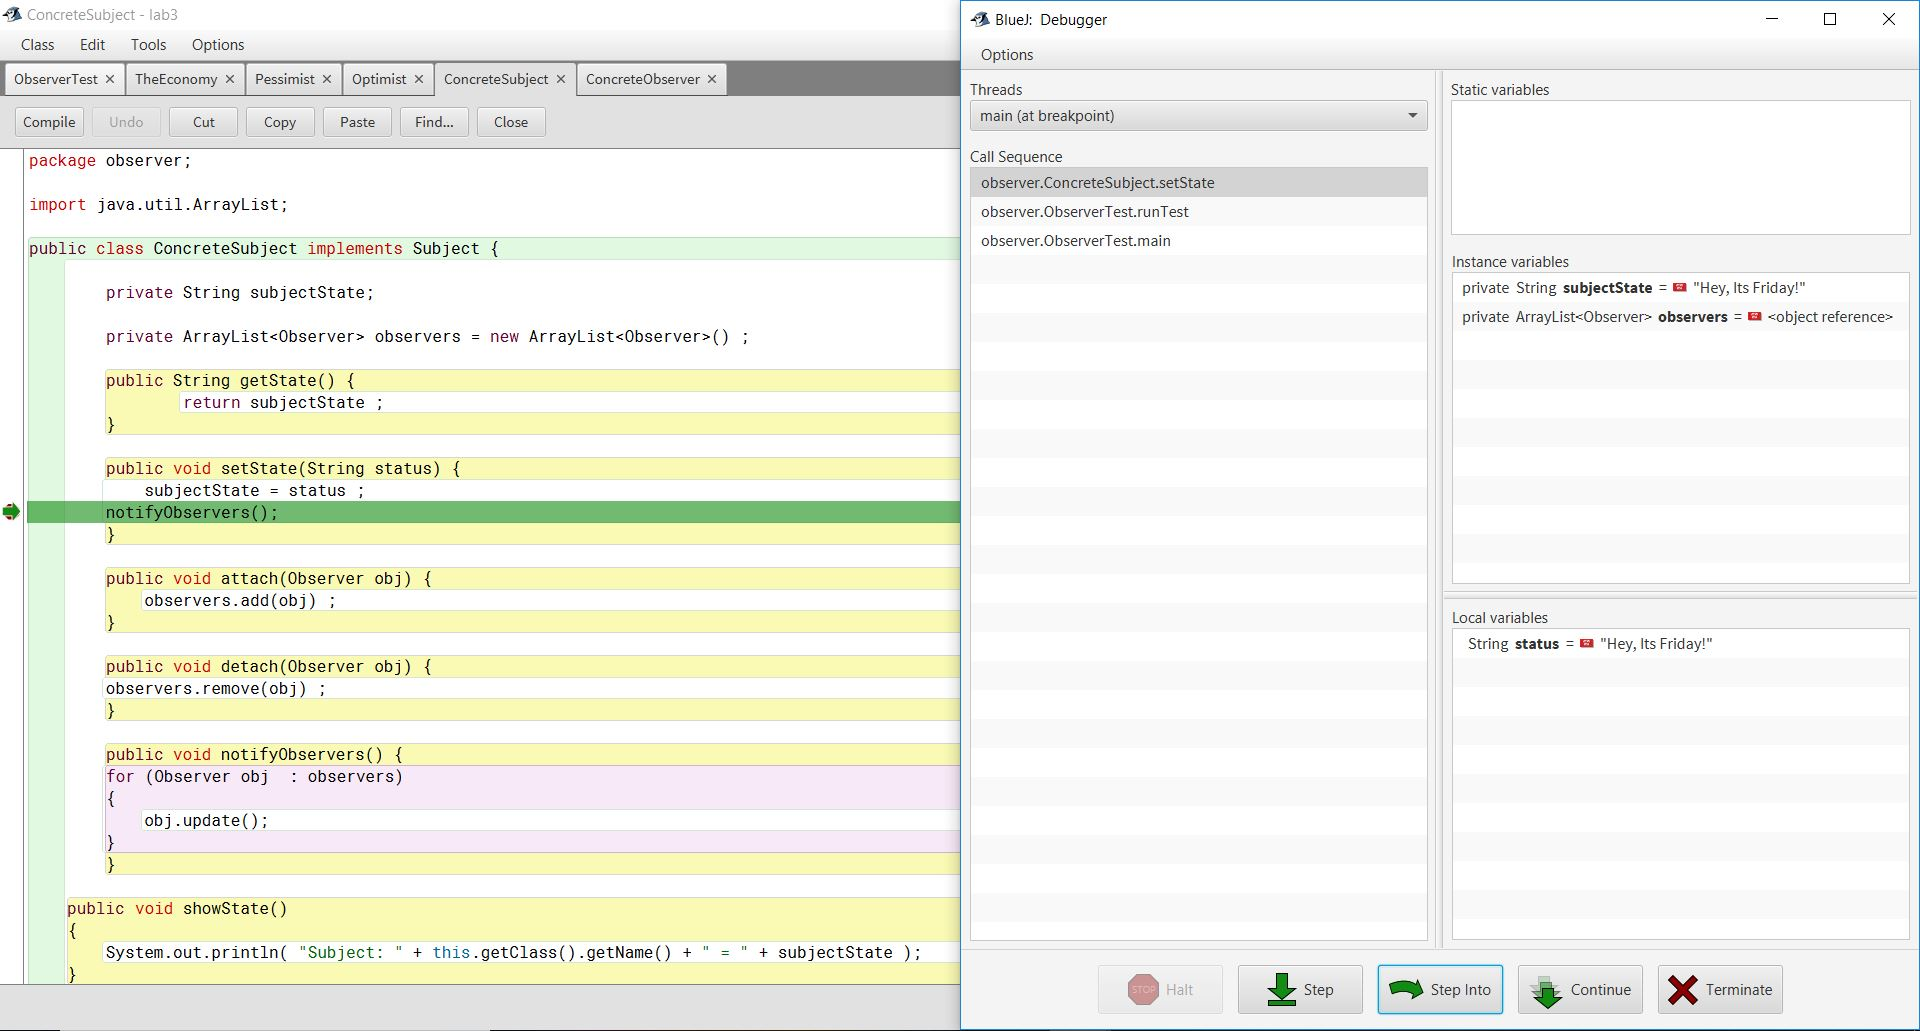 ConcreteSubject - lab3
Class Edit Tools Options
ObserverTest TheEconomy Pessimist Optimist ConcreteSubject ConcreteObserver
Compile Undo Cut Copy Paste Find... Close
package observer;
import java.util.ArrayList;
public class ConcreteSubject implements Subject {
private String subjectState;
private ArrayList<Observer> observers = new ArrayList<Observer>() ;
public String getState() {
return subjectState ;
}
public void setState(String status) {
subjectState = status ;
notifyObservers();
}
public void attach(Observer obj) {
observers.add(obj) ;
}
public void detach(Observer obj) {
observers.remove(obj) ;
}
public void notifyObservers() {
for (Observer obj  : observers)
{
obj.update();
}
}
public void showState()
{
System.out.println( "Subject: " + this.getClass().getName() + " = " + subjectState );
}
BlueJ: Debugger
Options
Threads
main (at breakpoint)
Call Sequence
observer.ConcreteSubject.setState
observer.ObserverTest.runTest
observer.ObserverTest.main
Static variables
Instance variables
private String subjectState = "Hey, Its Friday!"
private ArrayList<Observer> observers = <object reference>
Local variables
String status = "Hey, Its Friday!"
STOP Halt Step Step Into Continue Terminate